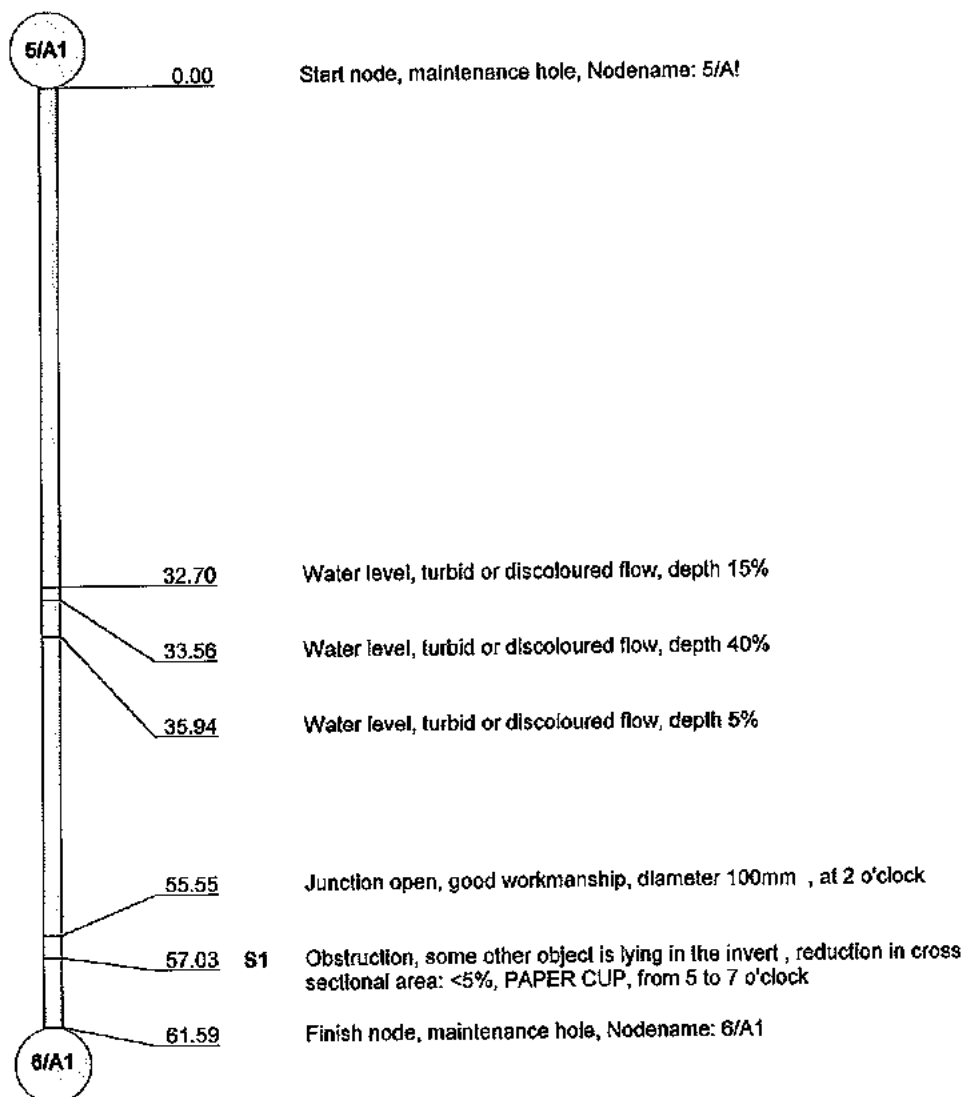 5/A1
0.00 Start node, maintenance hole, Nodename: 5/A!
32.70 Water level, turbid or discoloured flow, depth 15%
33.56 Water level, turbid or discoloured flow, depth 40%
35.94 Water level, turbid or discoloured flow, depth 5%
55.55 Junction open, good workmanship, diameter 100mm , at 2 o'clock
57.03 S1 Obstruction, some other object is lying in the invert , reduction in cross
sectional area: <5%, PAPER CUP, from 5 to 7 o'clock
61.59 Finish node, maintenance hole, Nodename: 6/A1
6/A1